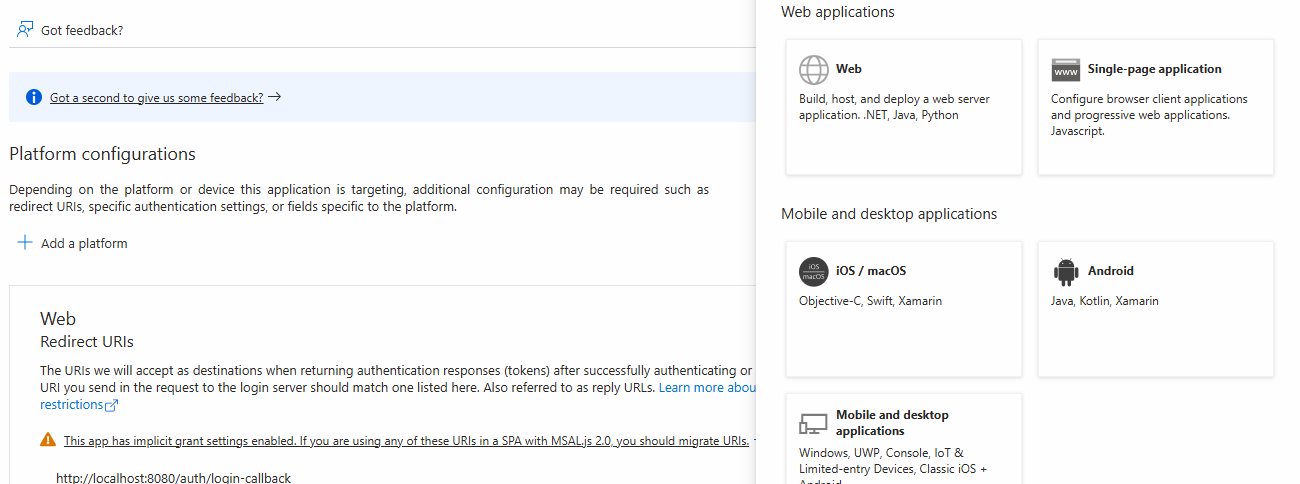 Got feedback?
Got a second to give us some feedback?
Platform configurations
Depending on the platform or device this application is targeting, additional configuration may be required such as
redirect URIs, specific authentication settings, or fields specific to the platform.
Add a platform
Web
Redirect URIs
The URIs we will accept as destinations when returning authentication responses (tokens) after successfully authenticating or
URI you send in the request to the login server should match one listed here. Also referred to as reply URLs. Learn more abou
restrictions
This app has implicit grant settings enabled. If you are using any of these URIs in a SPA with MSAL.js 2.0, you should migrate URIs.
http://localhost:8080/auth/login-callback
Web applications
Web
Build, host, and deploy a web server
application. .NET, Java, Python
www
Single-page application
Configure browser client applications
and progressive web applications.
Javascript.
Mobile and desktop applications
iOS
macOS
iOS / macOS
Objective-C, Swift, Xamarin
Android
Java, Kotlin, Xamarin
Mobile and desktop
applications
Windows, UWP, Console, IoT &
Limited-entry Devices, Classic iOS +
Android